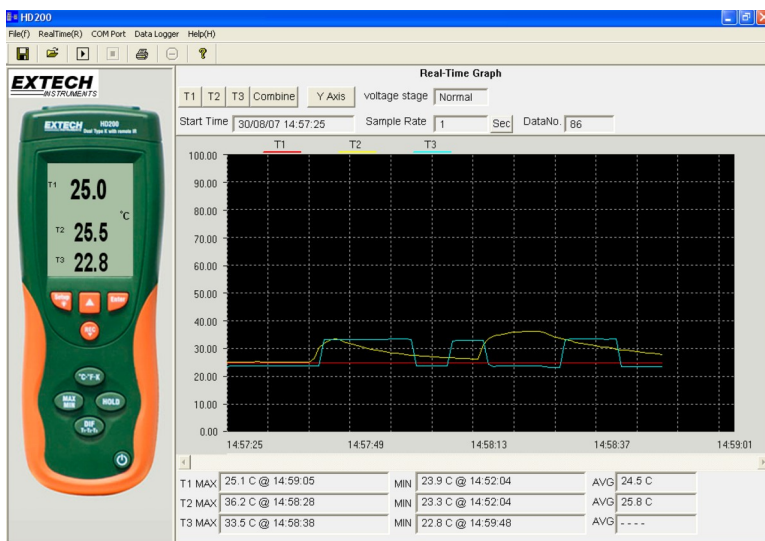 HD200
File(f) RealTime(R) COM Port Data Logger Help(H)
EXTECH
INSTRUMENTS
EXTECH
INSTRUMENTS
HD200
Dual Type K with remote IR
T1 25.0
°C
T2 25.5
T3 22.8
Setup
Enter
REC
°C-°F-K
MAX
MIN
HOLD
DIF
Real-Time Graph
T1 T2 T3 Combine Y Axis voltage stage Normal
Start Time 30/08/07 14:57:25 Sample Rate 1 Sec DataNo. 86
T1 T2 T3
100.00
90.00
80.00
70.00
60.00
50.00
40.00
30.00
20.00
10.00
0.00
14:57:25 14:57:49 14:58:13 14:58:37 14:59:01
T1 MAX 25.1 C @ 14:59:05 MIN 23.9 C @ 14:52:04 AVG 24.5 C
T2 MAX 36.2 C @ 14:58:28 MIN 23.3 C @ 14:52:04 AVG 25.8 C
T3 MAX 33.5 C @ 14:58:38 MIN 22.8 C @ 14:59:48 AVG - - - -